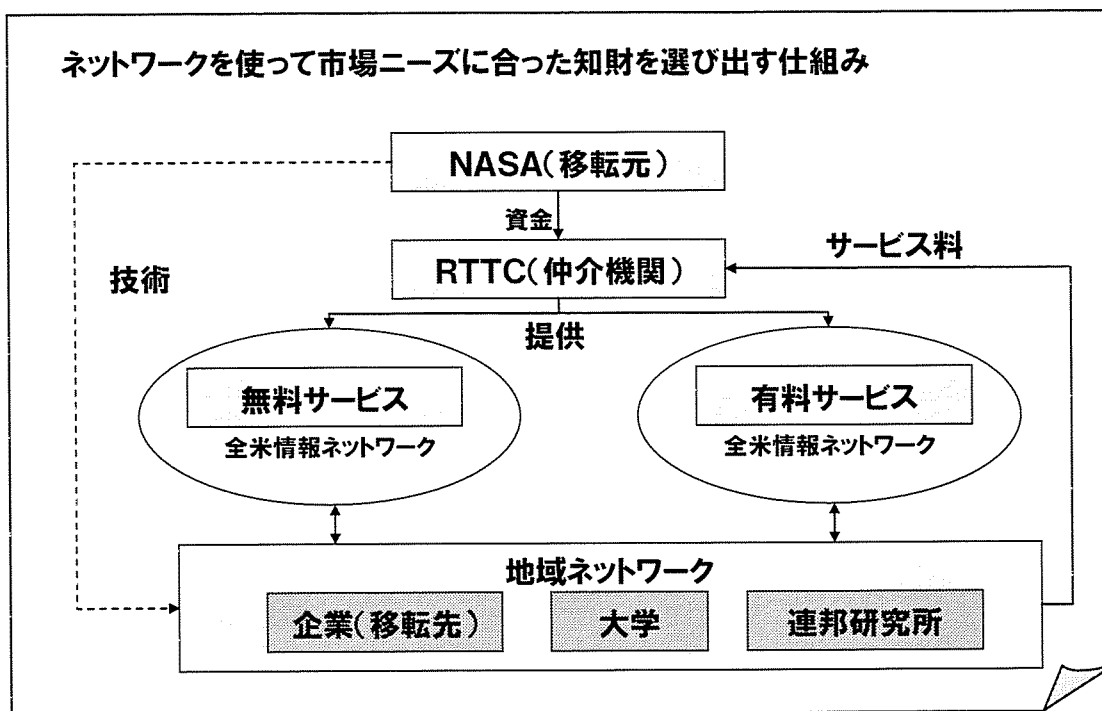 ネットワークを使って市場ニーズに合った知財を選び出す仕組み
NASA(移転元)
資金
サービス料
RTTC(仲介機関)
技術
提供
無料サービス
有料サービス
全米情報ネットワーク
全米情報ネットワーク
地域ネットワーク
企業(移転先)
大学
連邦研究所